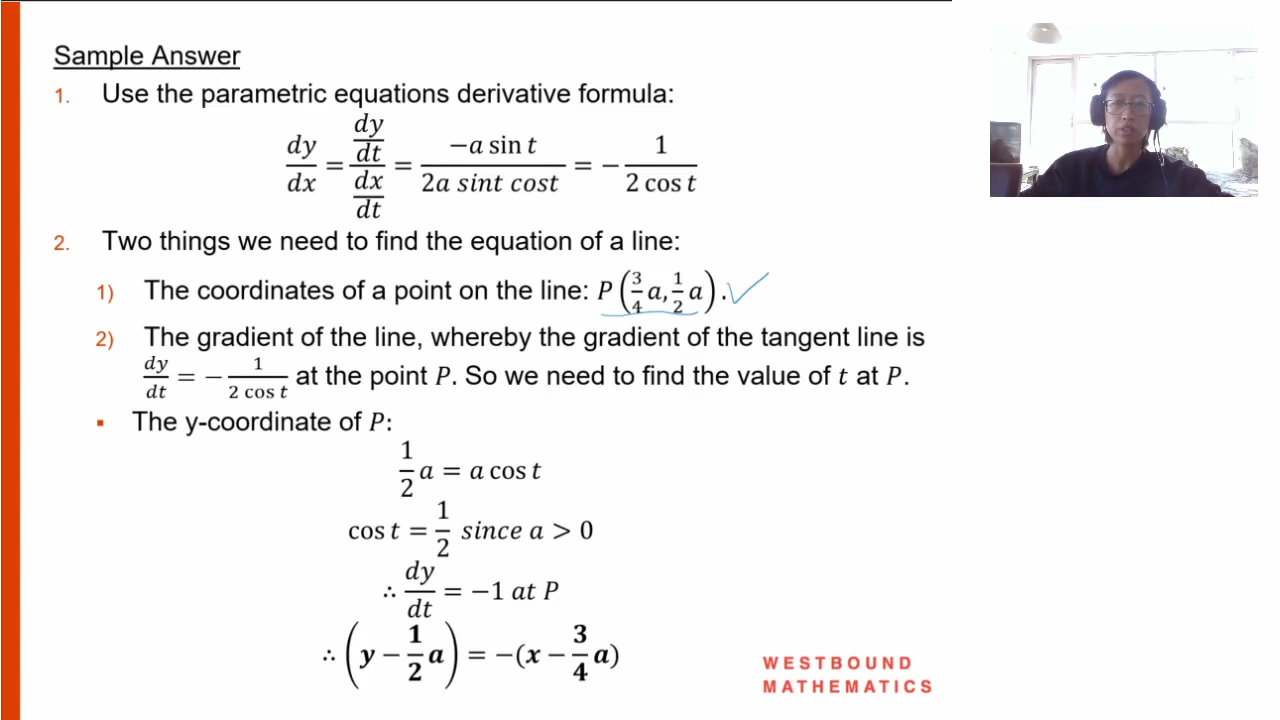 Sample Answer
1. Use the parametric equations derivative formula:
dy/dx = (dy/dt)/(dx/dt) = (−a sin t)/(2a sint cost) = − 1/(2 cos t)
2. Two things we need to find the equation of a line:
1) The coordinates of a point on the line: P(3/4 a, 1/2 a).
2) The gradient of the line, whereby the gradient of the tangent line is
dy/dt = − 1/(2 cos t) at the point P. So we need to find the value of t at P.
▪ The y-coordinate of P:
1/2 a = a cos t
cos t = 1/2 since a > 0
∴ dy/dt = −1 at P
∴ (y − 1/2 a) = −(x − 3/4 a)
WESTBOUND
MATHEMATICS